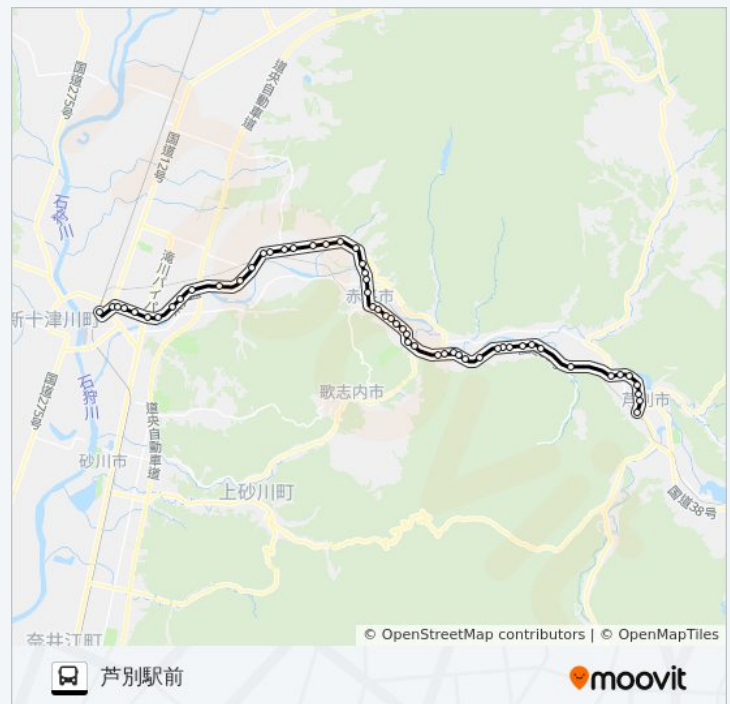 国道275号
道央自動車道
国道12号
石狩川
滝川バイパ
新十津川町
赤 市
国道275号
石狩川
歌志内市
芦別市
道央自動車道
砂川市
上砂川町
国道38号
奈井江町
© OpenStreetMap contributors | © OpenMapTiles
芦別駅前
moovit